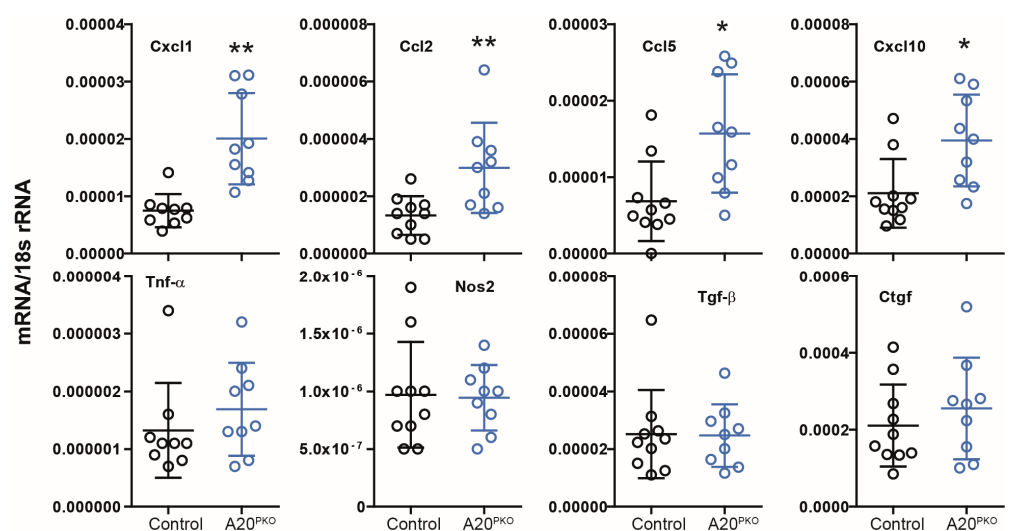 mRNA/18s rRNA
Cxcl1
0.00004
0.00003
0.00002
0.00001
0.00000
**
Ccl2
0.000008
0.000006
0.000004
0.000002
0.000000
**
Ccl5
0.00003
0.00002
0.00001
0.00000
*
Cxcl10
0.00008
0.00006
0.00004
0.00002
0.00000
*
Tnf-α
0.000004
0.000003
0.000002
0.000001
0.000000
Control
A20PKO
Nos2
2.0x10-6
1.5x10-6
1.0x10-6
5.0x10-7
0
Control
A20PKO
Tgf-β
0.00008
0.00006
0.00004
0.00002
0.00000
Control
A20PKO
Ctgf
0.0006
0.0004
0.0002
0.0000
Control
A20PKO